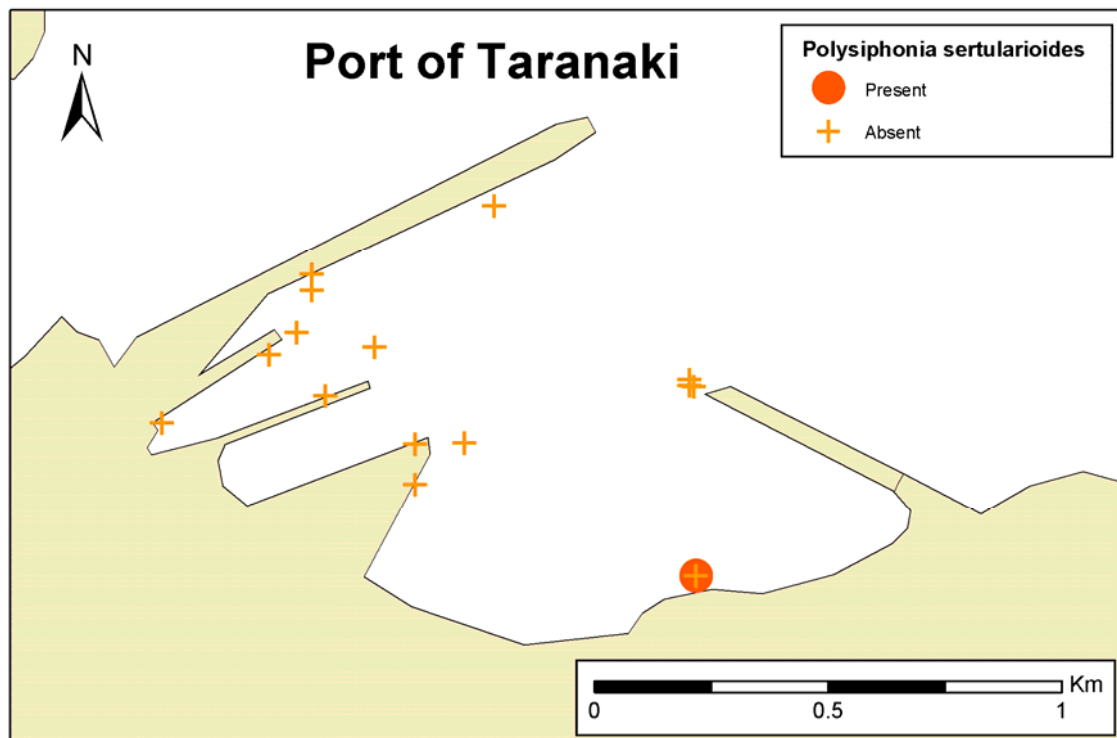 N
Port of Taranaki
Polysiphonia sertularioides
Present
Absent
Km
0 0.5 1